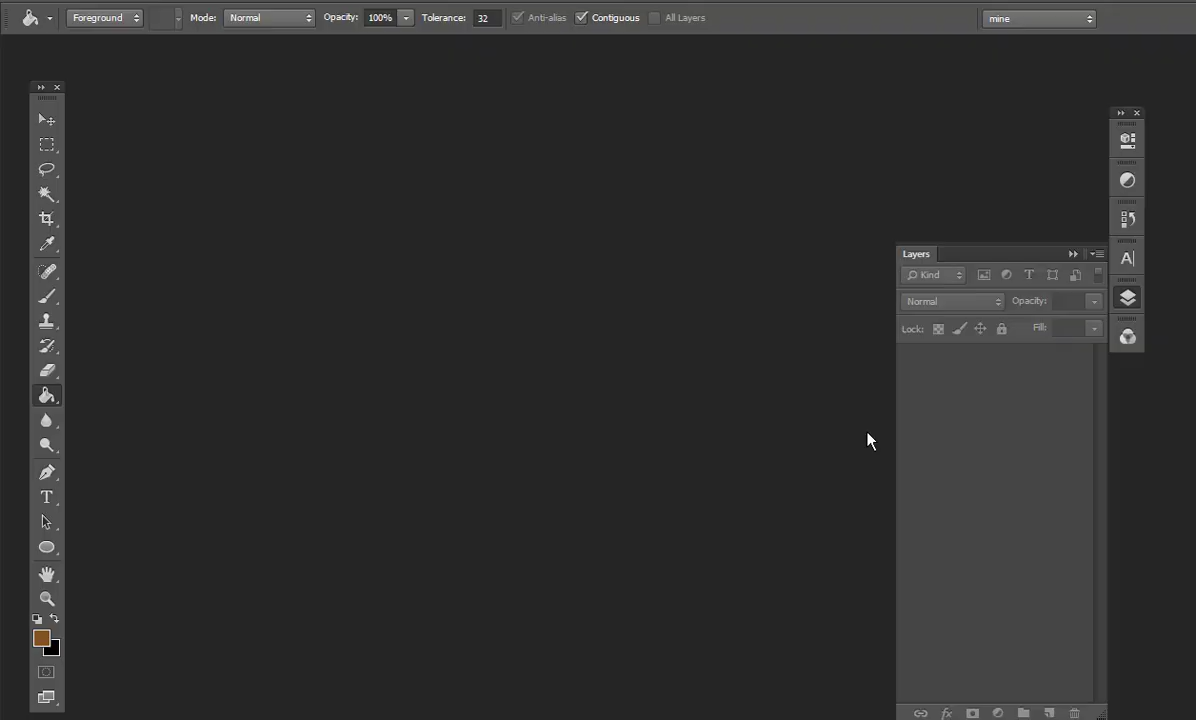 Foreground Mode: Normal Opacity: 100% Tolerance: 32 Anti-alias Contiguous All Layers mine
Layers
Kind T
Normal Opacity:
Lock: Fill:
A
T
fx